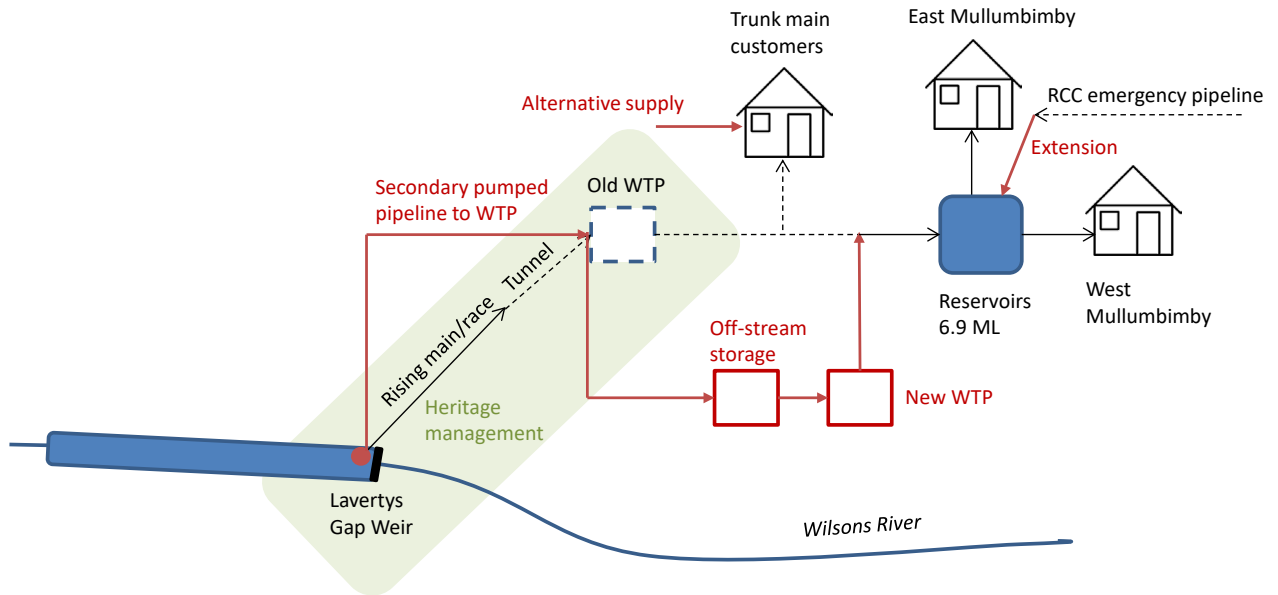 East Mullumbimby
Trunk main
customers
Alternative supply
RCC emergency pipeline
Extension
Secondary pumped
pipeline to WTP
Old WTP
Tunnel
Rising main/race
Heritage
management
Reservoirs
6.9 ML
West
Mullumbimby
Off-stream
storage
New WTP
Lavertys
Gap Weir
Wilsons River